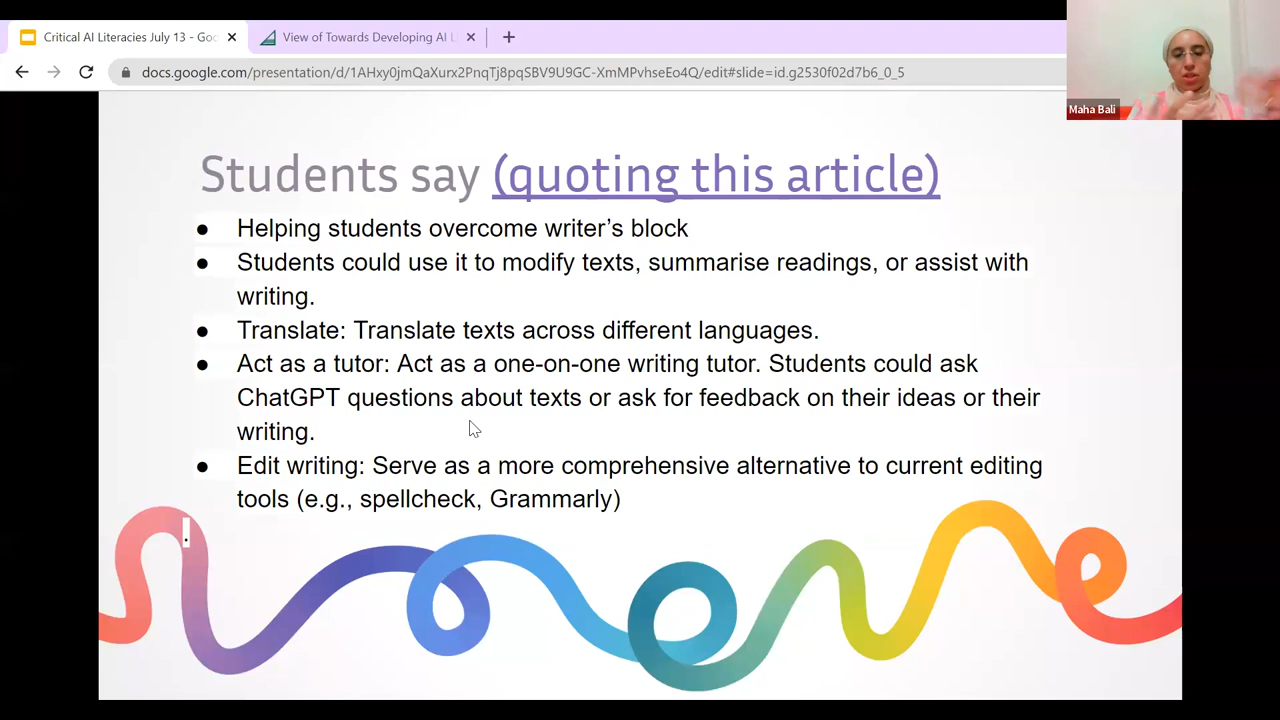 Critical AI Literacies July 13 - Goo
View of Towards Developing AI Li
docs.google.com/presentation/d/1AHxy0jmQaXurx2PnqTj8pqSBV9U9GC-XmMPvhseEo4Q/edit#slide=id.g2530f02d7b6_0_5
Maha Bali
Students say (quoting this article)
● Helping students overcome writer’s block
● Students could use it to modify texts, summarise readings, or assist with
writing.
● Translate: Translate texts across different languages.
● Act as a tutor: Act as a one-on-one writing tutor. Students could ask
ChatGPT questions about texts or ask for feedback on their ideas or their
writing.
● Edit writing: Serve as a more comprehensive alternative to current editing
tools (e.g., spellcheck, Grammarly)
.